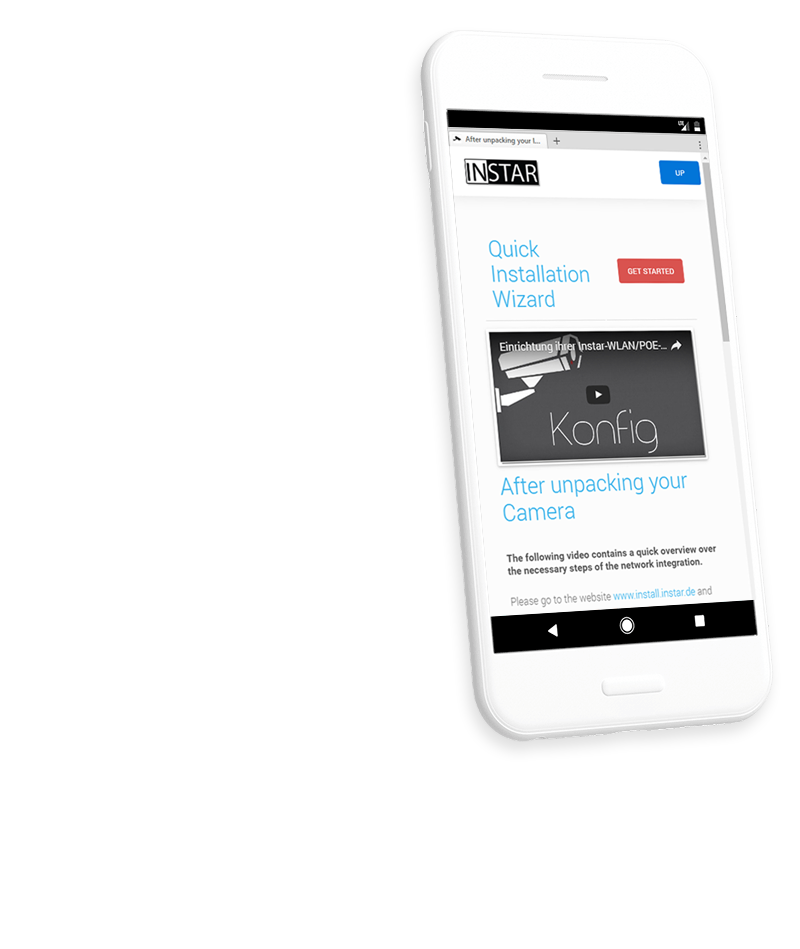 LTE
After unpacking your I...
INSTAR
UP
Quick
Installation
Wizard
GET STARTED
Einrichtung ihrer Instar-WLAN/POE-...
Konfig
After unpacking your
Camera
The following video contains a quick overview over
the necessary steps of the network integration.
Please go to the website www.install.instar.de and